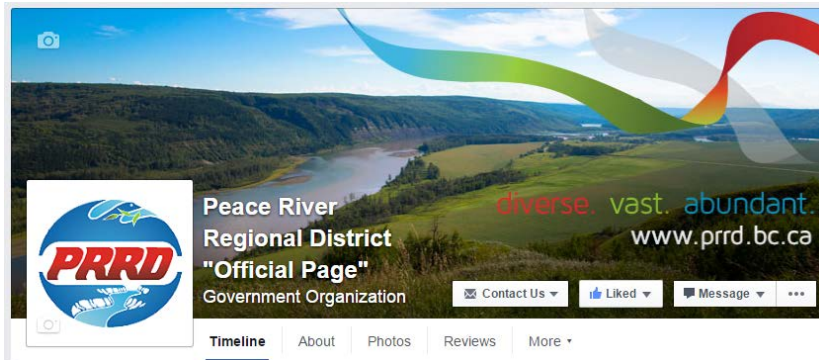 diverse. vast. abundant.
www.prrd.bc.ca
PRRD
Peace River
Regional District
"Official Page"
Government Organization
Contact Us
Liked
Message
Timeline About Photos Reviews More